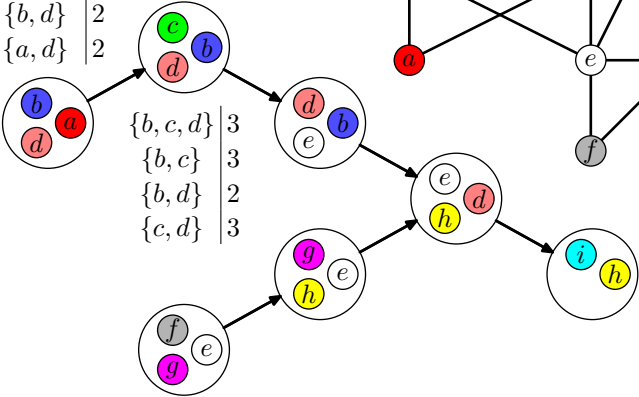 {b, d} 2
{a, d} 2
c
b
d
b
a
d
{b, c, d} 3
{b, c} 3
{b, d} 2
{c, d} 3
d
b
e
a
e
f
e
d
h
g
e
h
i
h
f
e
g